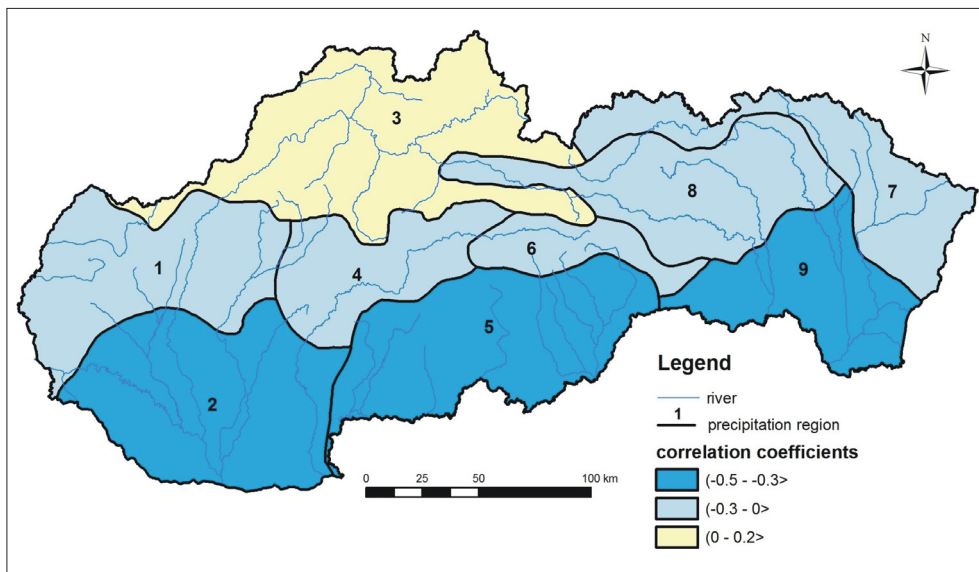 N
3
8
7
1
6
4
9
5
2
Legend
river
1
precipitation region
correlation coefficients
(-0.5 - -0.3>
(-0.3 - 0>
(0 - 0.2>
0 25 50 100 km